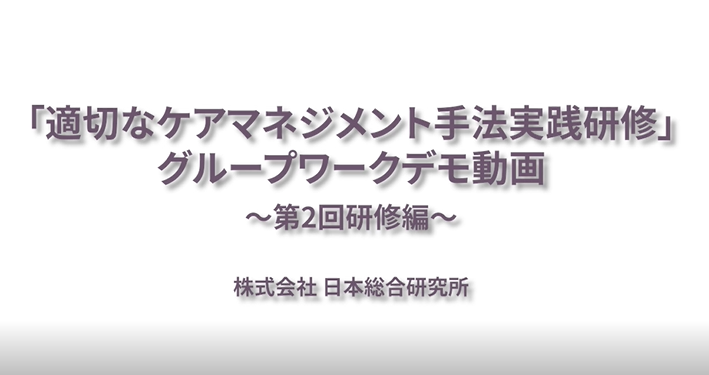 「適切なケアマネジメント手法実践研修」
グループワークデモ動画
～第2回研修編～
株式会社 日本総合研究所